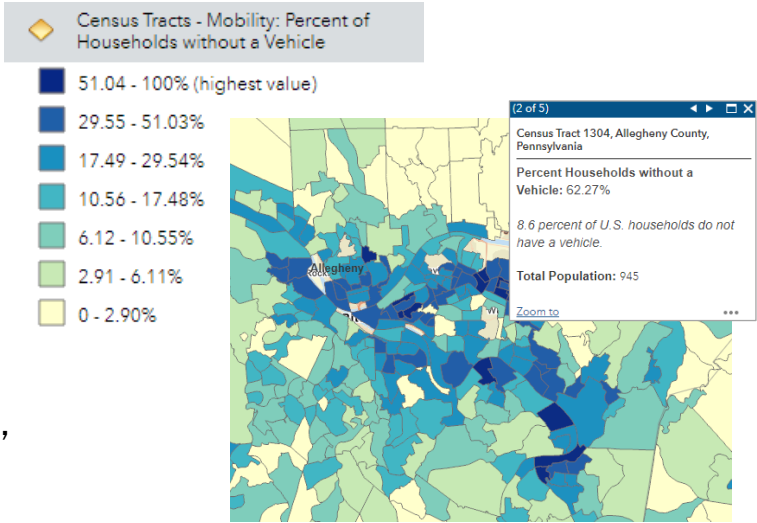 Census Tracts - Mobility: Percent of
Households without a Vehicle
51.04 - 100% (highest value)
29.55 - 51.03%
17.49 - 29.54%
10.56 - 17.48%
6.12 - 10.55%
2.91 - 6.11%
0 - 2.90%
(2 of 5)
Census Tract 1304, Allegheny County,
Pennsylvania
Percent Households without a
Vehicle: 62.27%
8.6 percent of U.S. households do not
have a vehicle.
Total Population: 945
Zoom to
Allegheny
,